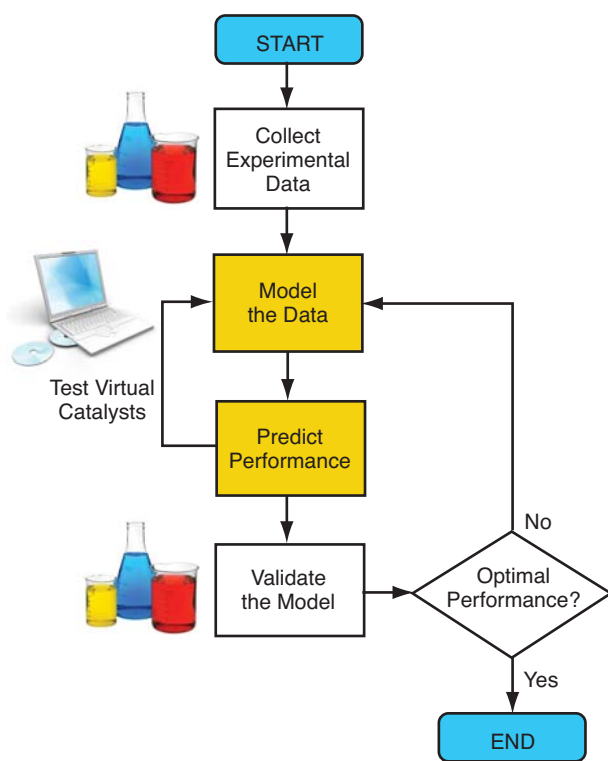 START
Collect
Experimental
Data
Model
the Data
Test Virtual
Catalysts
Predict
Performance
Validate
the Model
Optimal
Performance?
No
Yes
END